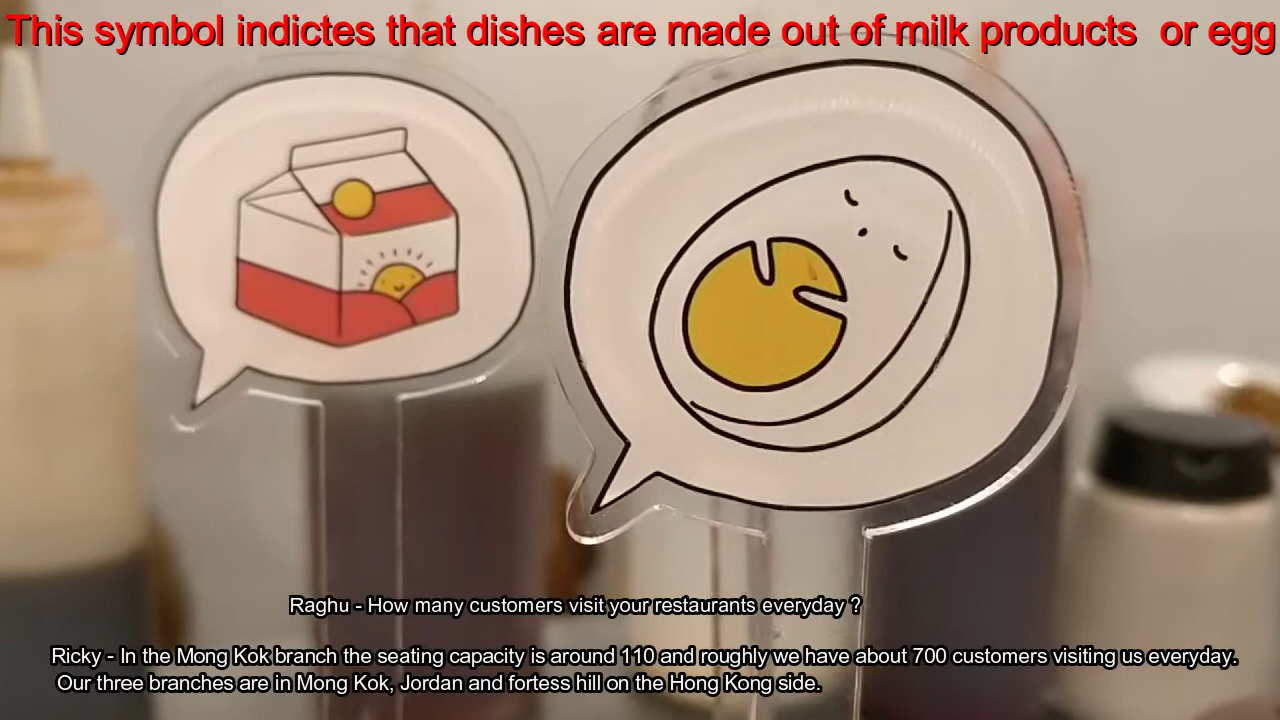 This symbol indictes that dishes are made out of milk products or egg
Raghu - How many customers visit your restaurants everyday ?
Ricky - In the Mong Kok branch the seating capacity is around 110 and roughly we have about 700 customers visiting us everyday.
Our three branches are in Mong Kok, Jordan and fortess hill on the Hong Kong side.